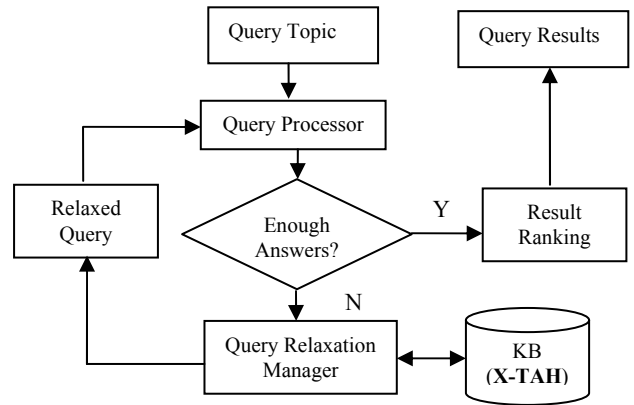 Query Topic
Query Results
Query Processor
Relaxed
Query
Enough
Answers?
Y
Result
Ranking
N
Query Relaxation
Manager
KB
(X-TAH)